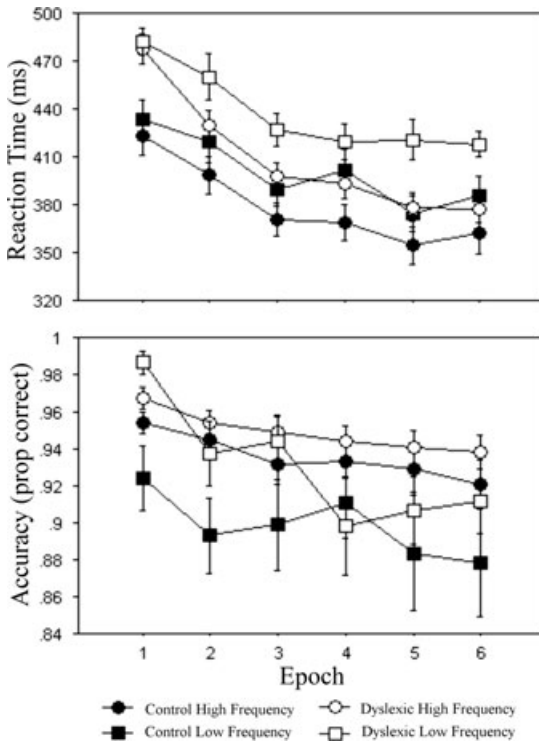 500
470
440
410
380
350
320
Reaction Time (ms)
1
.98
.96
.94
.92
.9
.88
.86
.84
Accuracy (prop correct)
1 2 3 4 5 6
Epoch
Control High Frequency Dyslexic High Frequency
Control Low Frequency Dyslexic Low Frequency